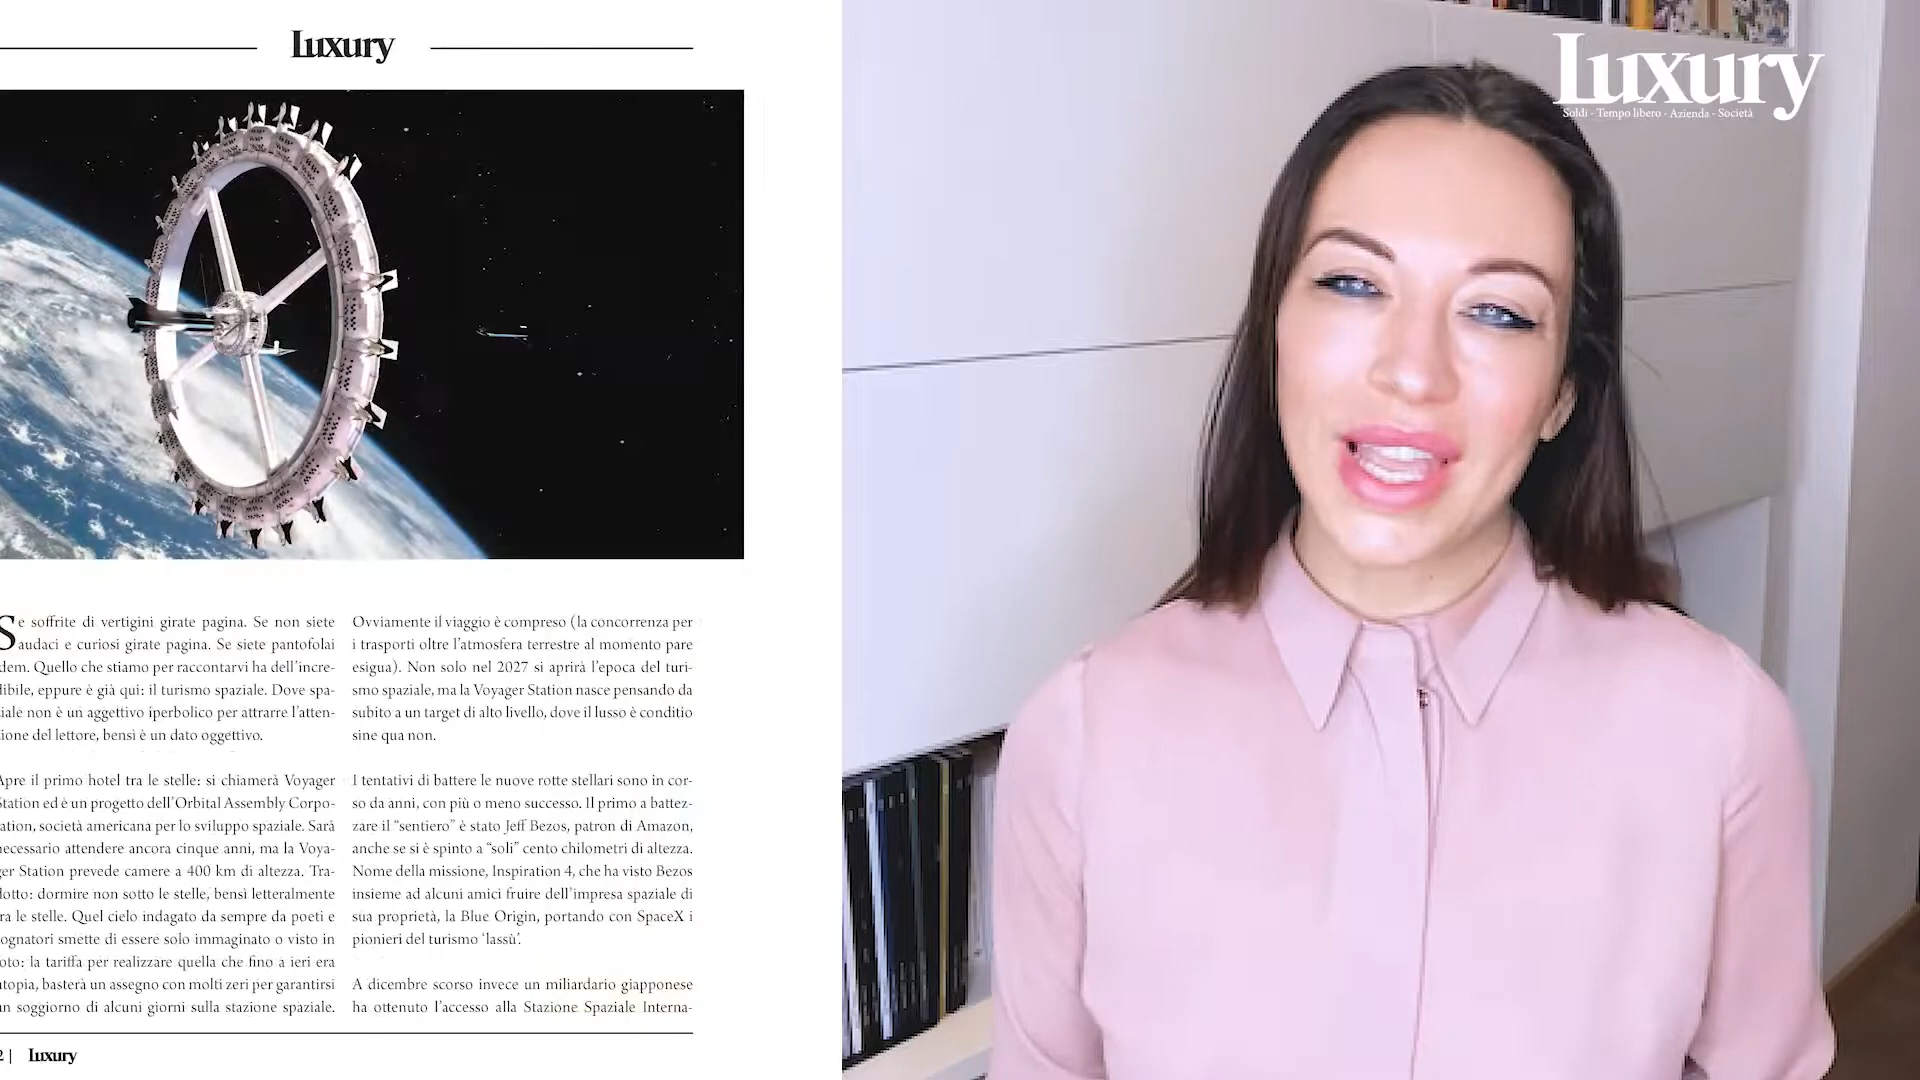 Luxury
Se soffrite di vertigini girate pagina. Se non siete
audaci e curiosi girate pagina. Se siete pantofolai
idem. Quello che stiamo per raccontarvi ha dell’incre-
dibile, eppure è già qui: il turismo spaziale. Dove spa-
ziale non è un aggettivo iperbolico per attrarre l’atten-
zione del lettore, bensì è un dato oggettivo.
Apre il primo hotel tra le stelle: si chiamerà Voyager
Station ed è un progetto dell’Orbital Assembly Corpo-
ration, società americana per lo sviluppo spaziale. Sarà
necessario attendere ancora cinque anni, ma la Voya-
ger Station prevede camere a 400 km di altezza. Tra-
dotto: dormire non sotto le stelle, bensì letteralmente
tra le stelle. Quel cielo indagato da sempre da poeti e
sognatori smette di essere solo immaginato o visto in
foto: la tariffa per realizzare quella che fino a ieri era
utopia, basterà un assegno con molti zeri per garantirsi
un soggiorno di alcuni giorni sulla stazione spaziale.
Ovviamente il viaggio è compreso (la concorrenza per
i trasporti oltre l’atmosfera terrestre al momento pare
esigua). Non solo nel 2027 si aprirà l’epoca del turi-
smo spaziale, ma la Voyager Station nasce pensando da
subito a un target di alto livello, dove il lusso è conditio
sine qua non.
I tentativi di battere le nuove rotte stellari sono in cor-
so da anni, con più o meno successo. Il primo a battez-
zare il “sentiero” è stato Jeff Bezos, patron di Amazon,
anche se si è spinto a “soli” cento chilometri di altezza.
Nome della missione, Inspiration 4, che ha visto Bezos
insieme ad alcuni amici fruire dell’impresa spaziale di
sua proprietà, la Blue Origin, portando con SpaceX i
pionieri del turismo ‘lassù’.
A dicembre scorso invece un miliardario giapponese
ha ottenuto l’accesso alla Stazione Spaziale Interna-
2 | Luxury
Luxury
Soldi - Tempo libero - Azienda - Società